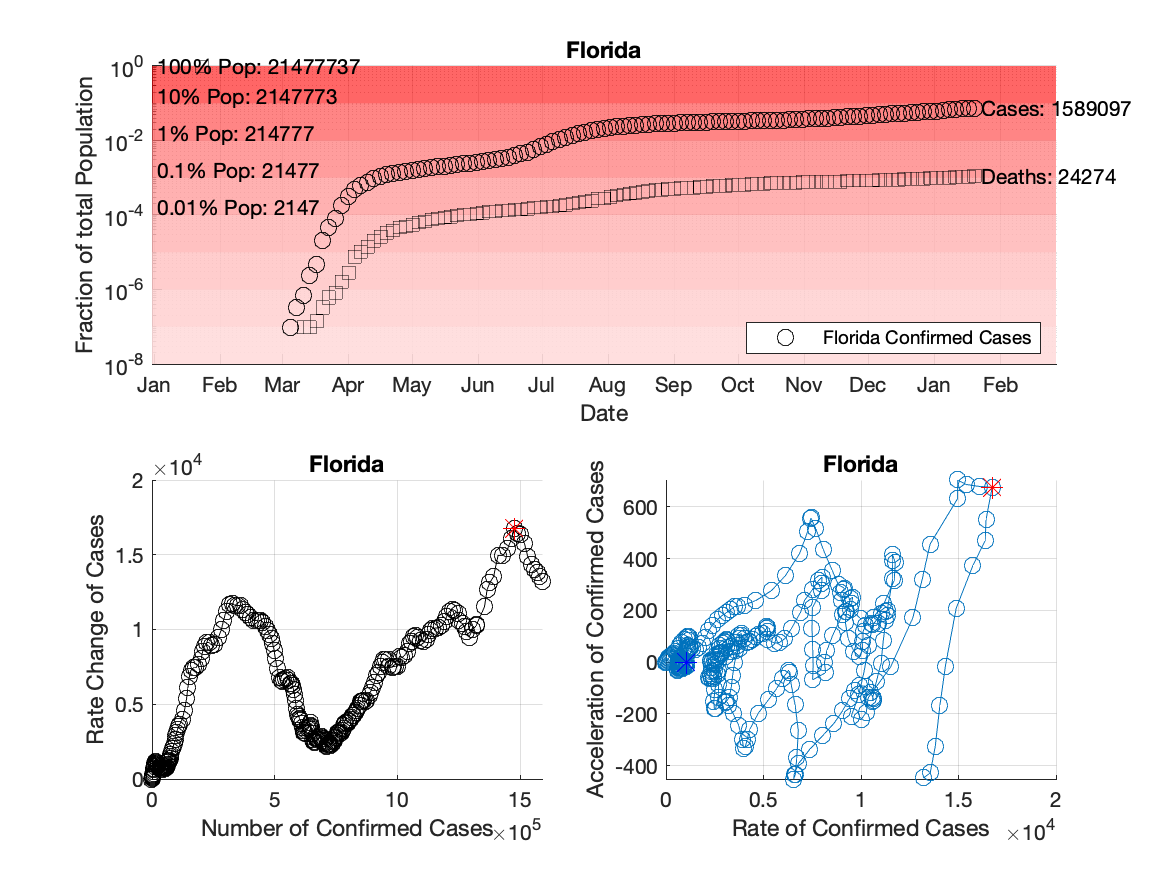 Florida
10^0
10^-2
10^-4
10^-6
10^-8
Fraction of total Population
100% Pop: 21477737
10% Pop: 2147773
1% Pop: 214777
0.1% Pop: 21477
0.01% Pop: 2147
Cases: 1589097
Deaths: 24274
Florida Confirmed Cases
Jan Feb Mar Apr May Jun Jul Aug Sep Oct Nov Dec Jan Feb
Date
Florida
×10^4
2
1.5
1
0.5
0
Rate Change of Cases
0 5 10 15
Number of Confirmed Cases ×10^5
Florida
600
400
200
0
-200
-400
Acceleration of Confirmed Cases
0 0.5 1 1.5 2
Rate of Confirmed Cases ×10^4